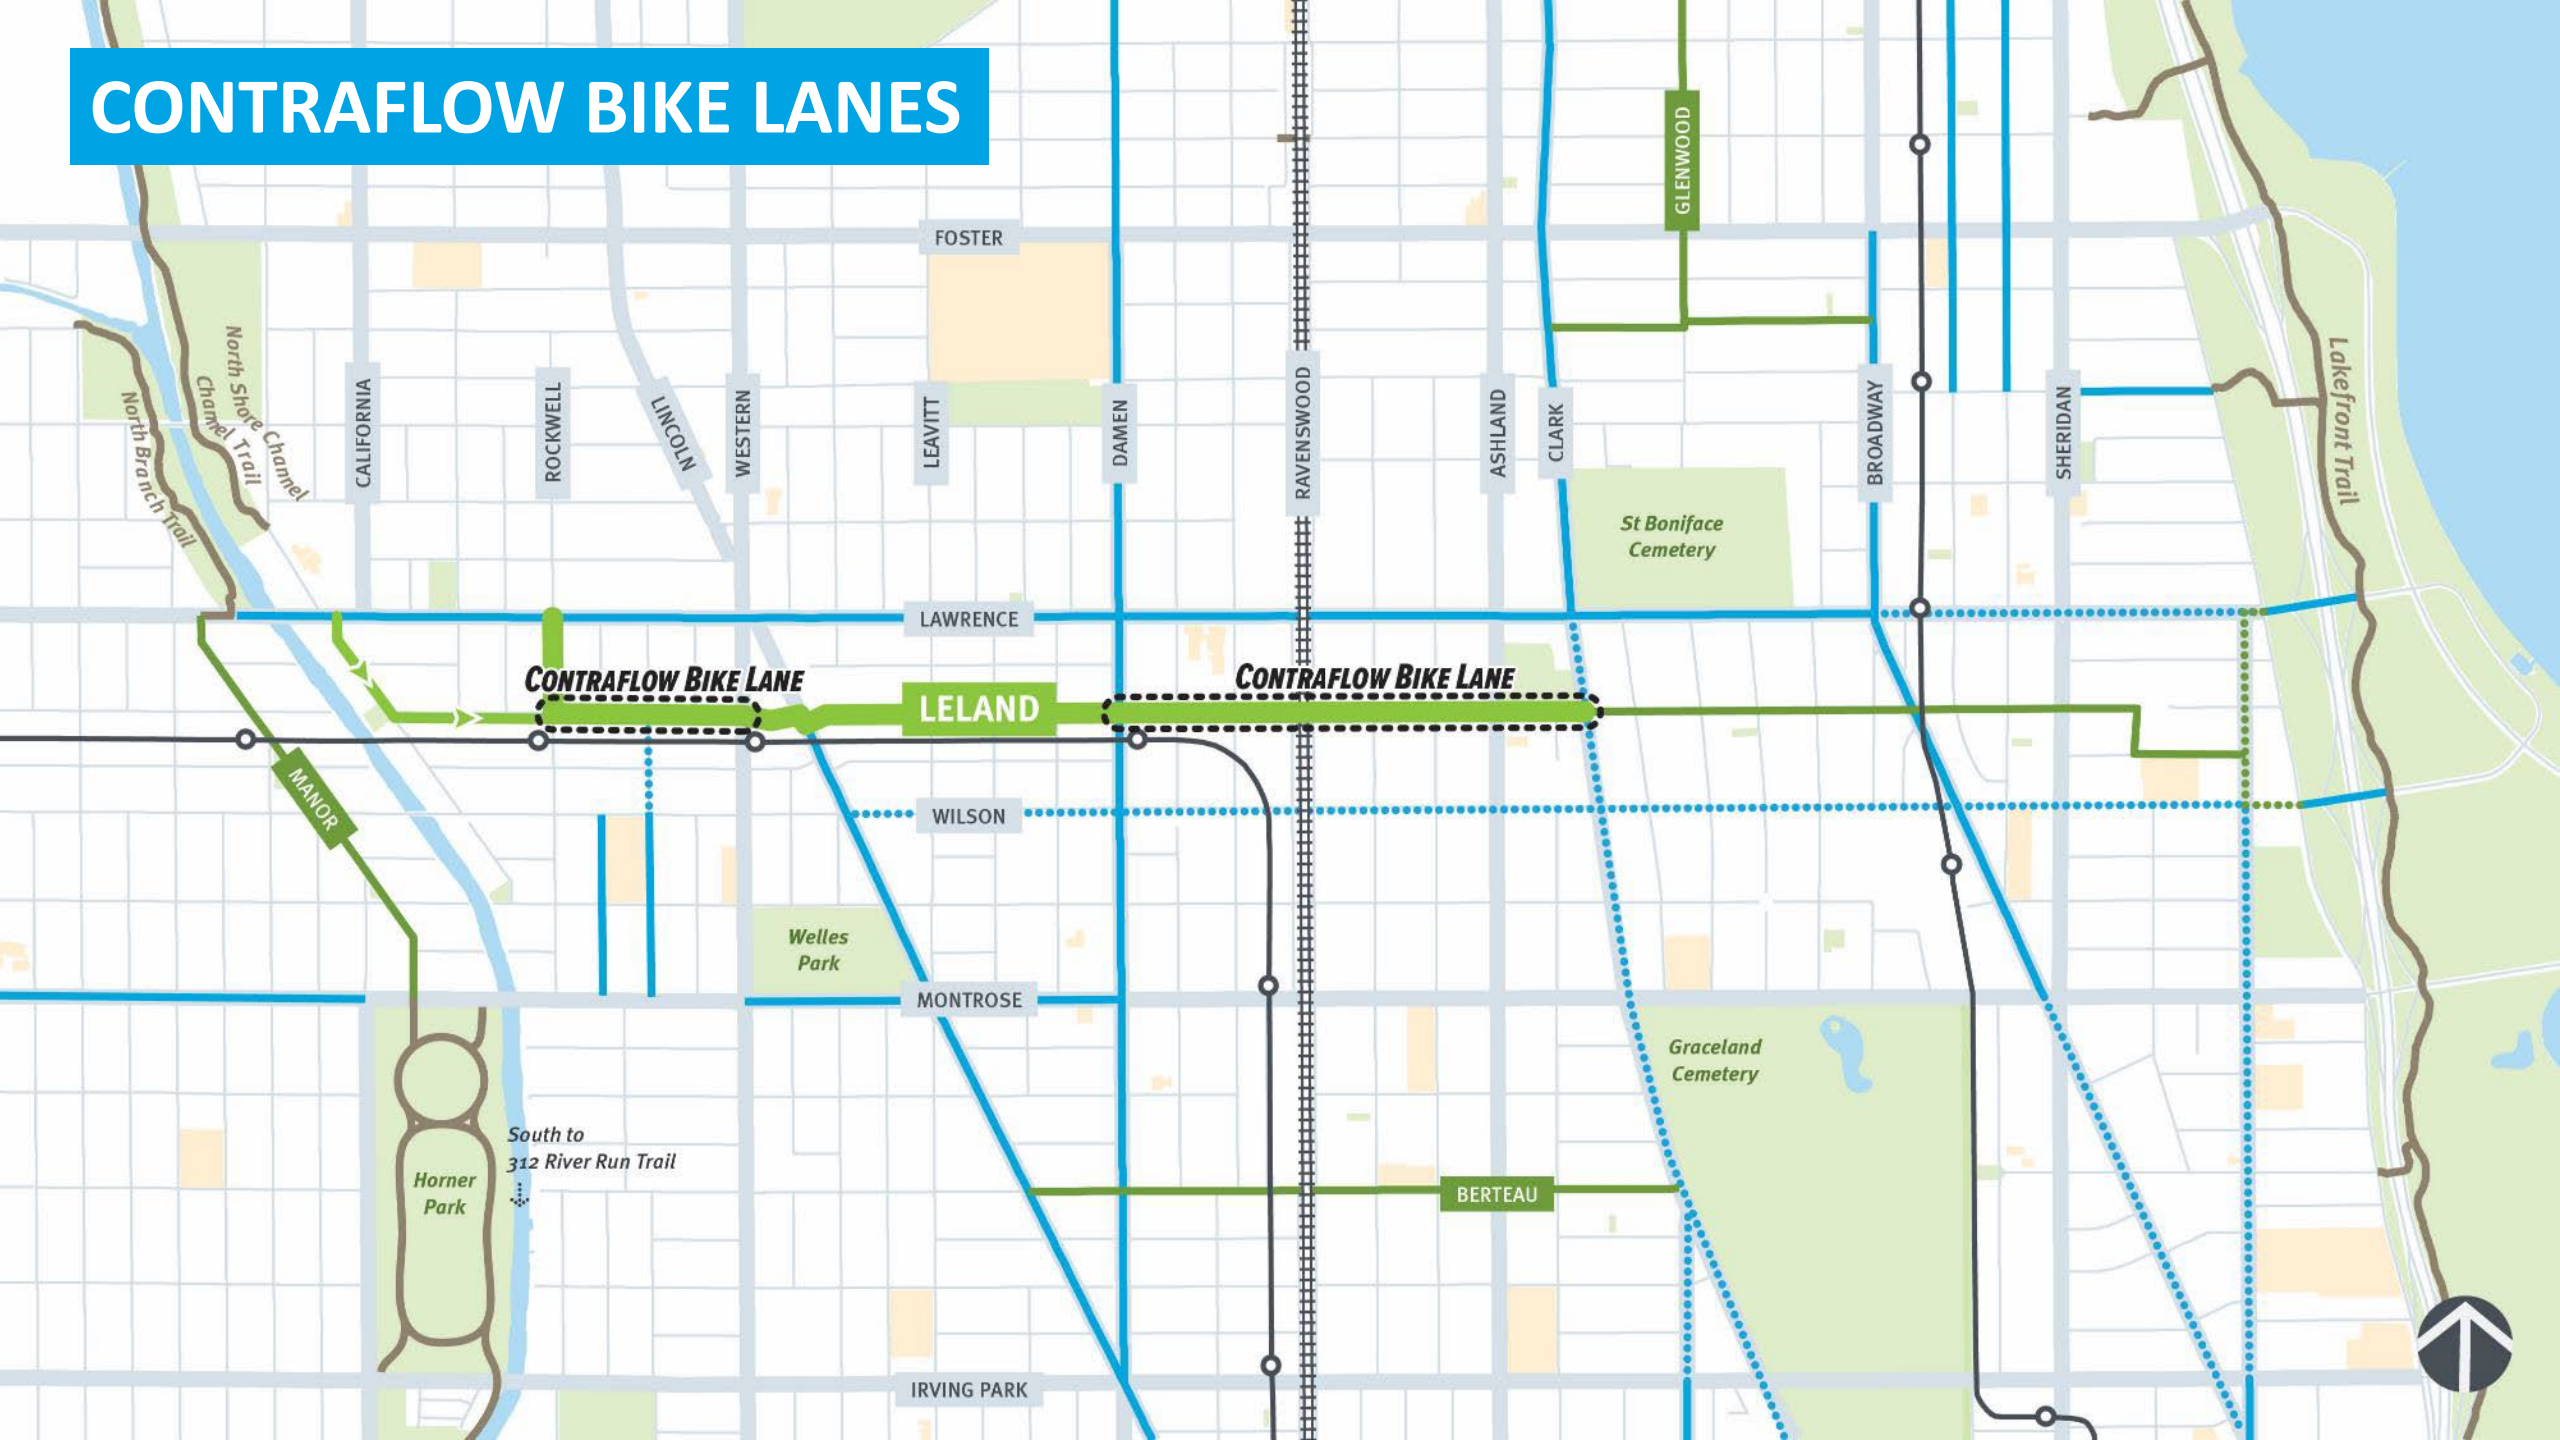 CONTRAFLOW BIKE LANES
GLENWOOD
FOSTER
North Shore Channel
Channel Trail
North Branch Trail
CALIFORNIA
ROCKWELL
LINCOLN
WESTERN
LEAVITT
DAMEN
RAVENSWOOD
ASHLAND
CLARK
BROADWAY
SHERIDAN
Lakefront Trail
St Boniface
Cemetery
LAWRENCE
CONTRAFLOW BIKE LANE
CONTRAFLOW BIKE LANE
LELAND
MANOR
WILSON
Welles
Park
MONTROSE
Graceland
Cemetery
South to
312 River Run Trail
Horner
Park
BERTEAU
IRVING PARK